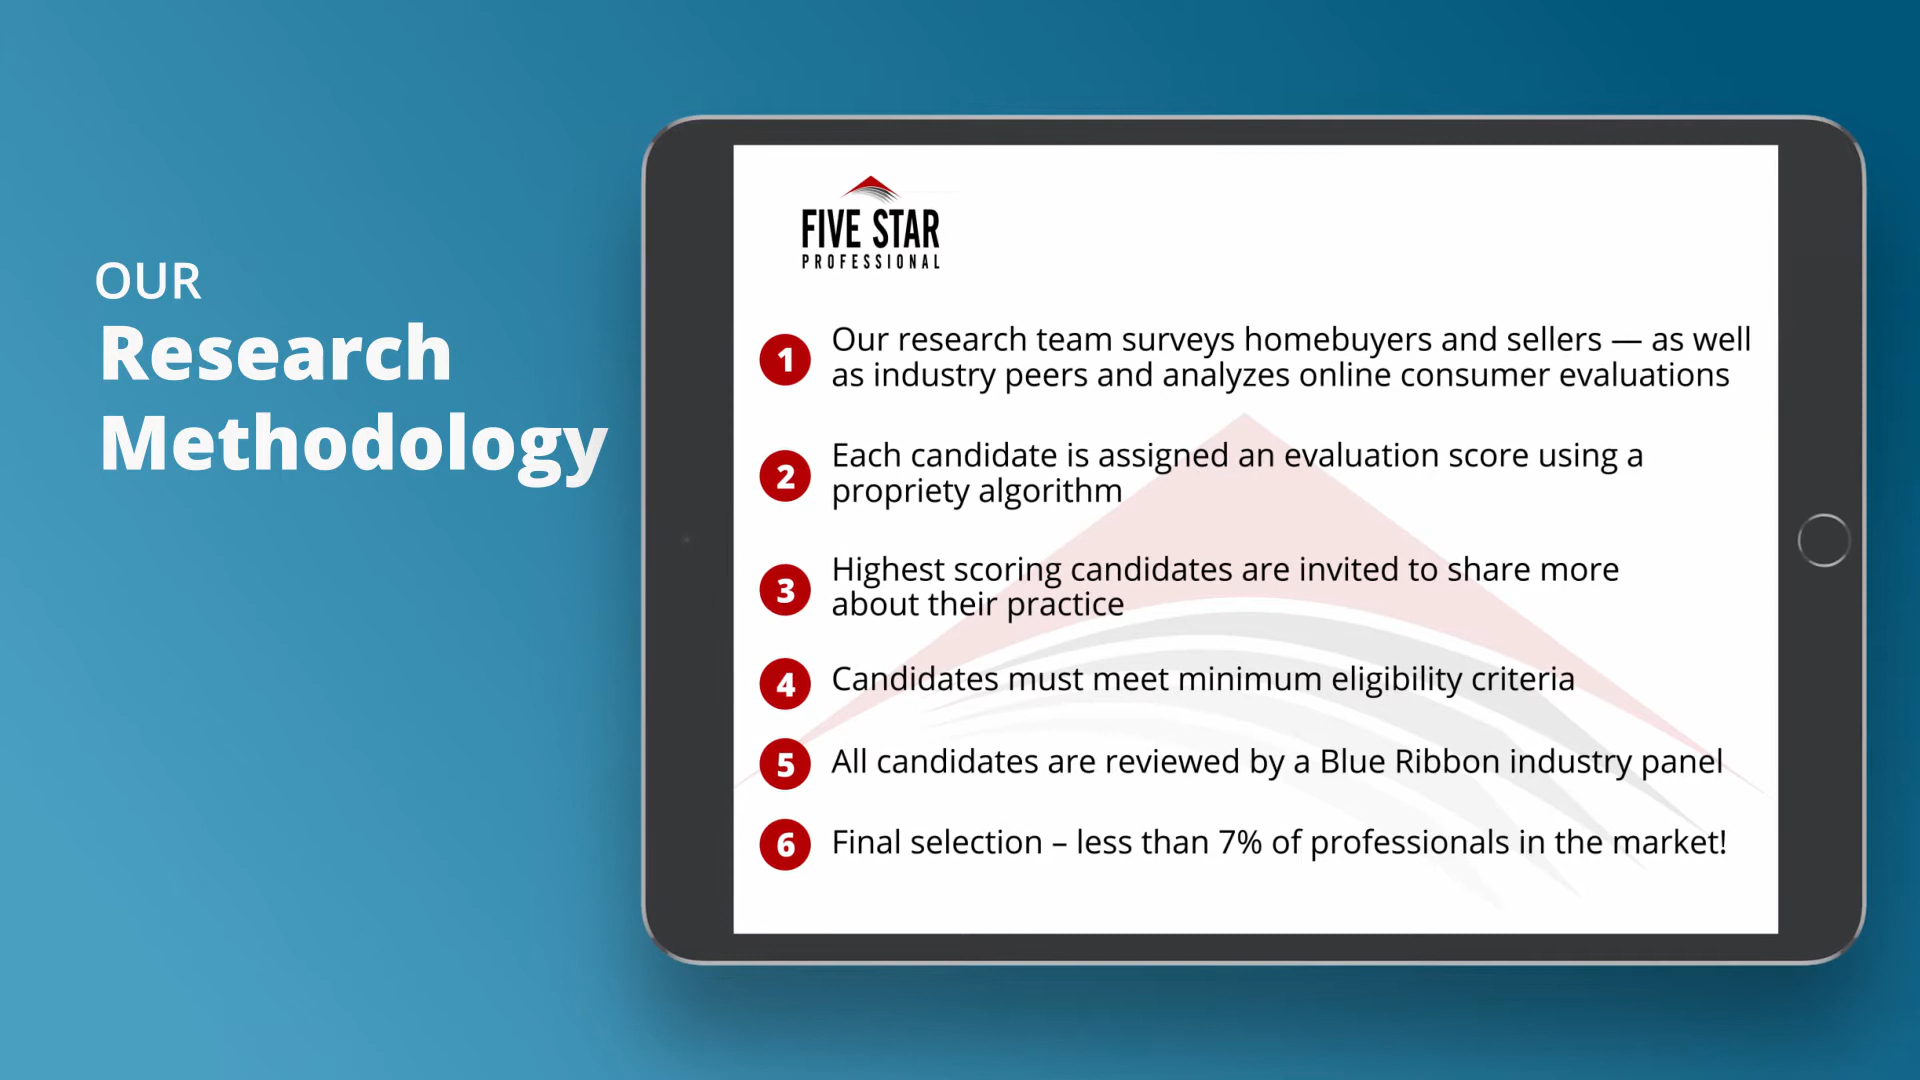 OUR
Research
Methodology
FIVE STAR
PROFESSIONAL
1 Our research team surveys homebuyers and sellers — as well
as industry peers and analyzes online consumer evaluations
2 Each candidate is assigned an evaluation score using a
propriety algorithm
3 Highest scoring candidates are invited to share more
about their practice
4 Candidates must meet minimum eligibility criteria
5 All candidates are reviewed by a Blue Ribbon industry panel
6 Final selection – less than 7% of professionals in the market!